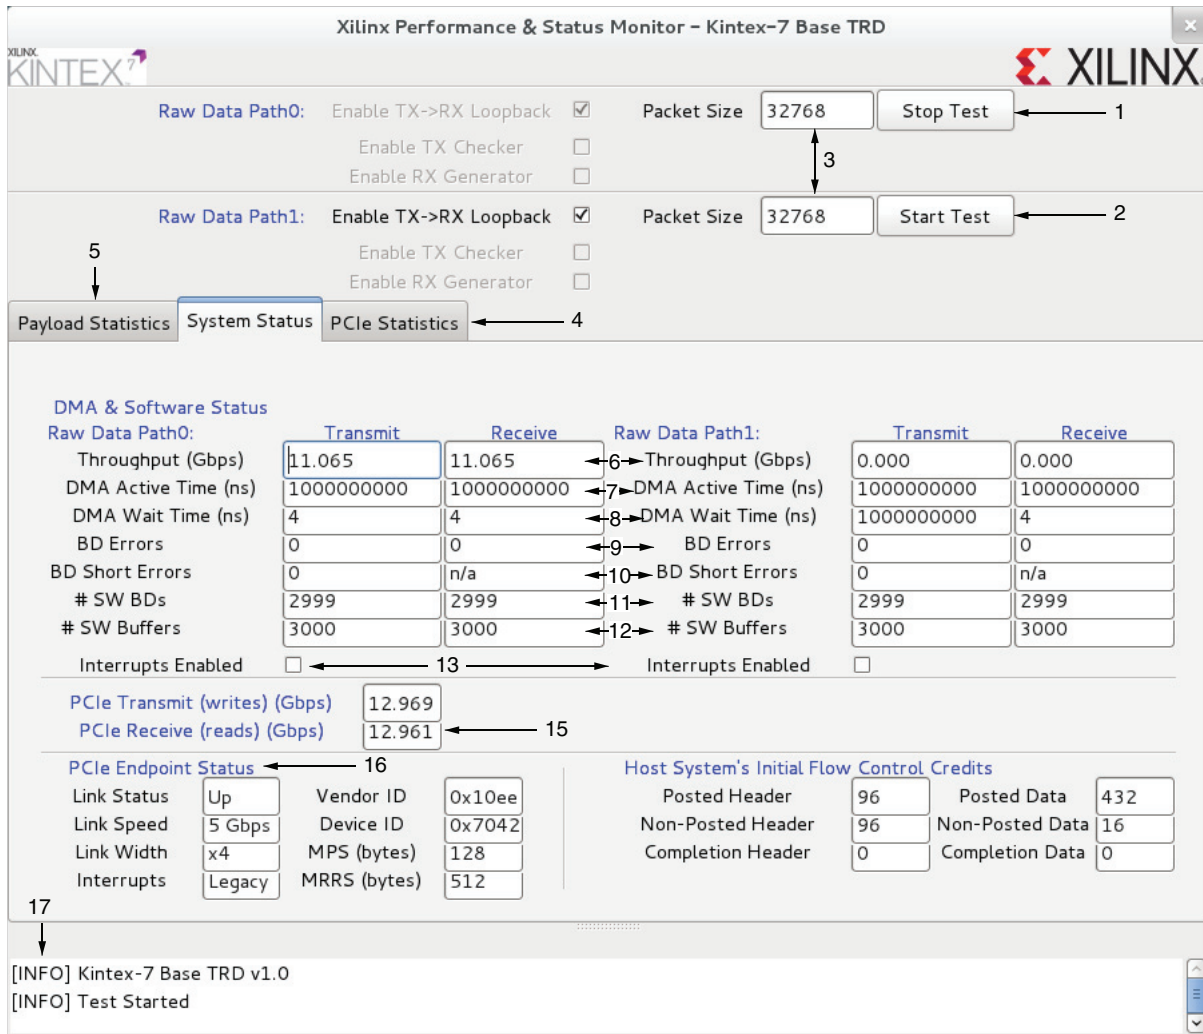 Xilinx Performance & Status Monitor – Kintex-7 Base TRD
XILINX
KINTEX 7
XILINX
Raw Data Path0: Enable TX->RX Loopback Packet Size 32768 Stop Test 1
Enable TX Checker
3
Enable RX Generator
Raw Data Path1: Enable TX->RX Loopback Packet Size 32768 Start Test 2
Enable TX Checker
Enable RX Generator
5
Payload Statistics System Status PCIe Statistics 4
DMA & Software Status
Raw Data Path0: Transmit Receive Raw Data Path1: Transmit Receive
Throughput (Gbps) 11.065 11.065 6 Throughput (Gbps) 0.000 0.000
DMA Active Time (ns) 1000000000 1000000000 7 DMA Active Time (ns) 1000000000 1000000000
DMA Wait Time (ns) 4 4 8 DMA Wait Time (ns) 1000000000 4
BD Errors 0 0 9 BD Errors 0 0
BD Short Errors 0 n/a 10 BD Short Errors 0 n/a
# SW BDs 2999 2999 11 # SW BDs 2999 2999
# SW Buffers 3000 3000 12 # SW Buffers 3000 3000
Interrupts Enabled 13 Interrupts Enabled
PCIe Transmit (writes) (Gbps) 12.969
PCIe Receive (reads) (Gbps) 12.961 15
PCIe Endpoint Status 16 Host System's Initial Flow Control Credits
Link Status Up Vendor ID 0x10ee Posted Header 96 Posted Data 432
Link Speed 5 Gbps Device ID 0x7042 Non-Posted Header 96 Non-Posted Data 16
Link Width x4 MPS (bytes) 128 Completion Header 0 Completion Data 0
Interrupts Legacy MRRS (bytes) 512
17
[INFO] Kintex-7 Base TRD v1.0
[INFO] Test Started